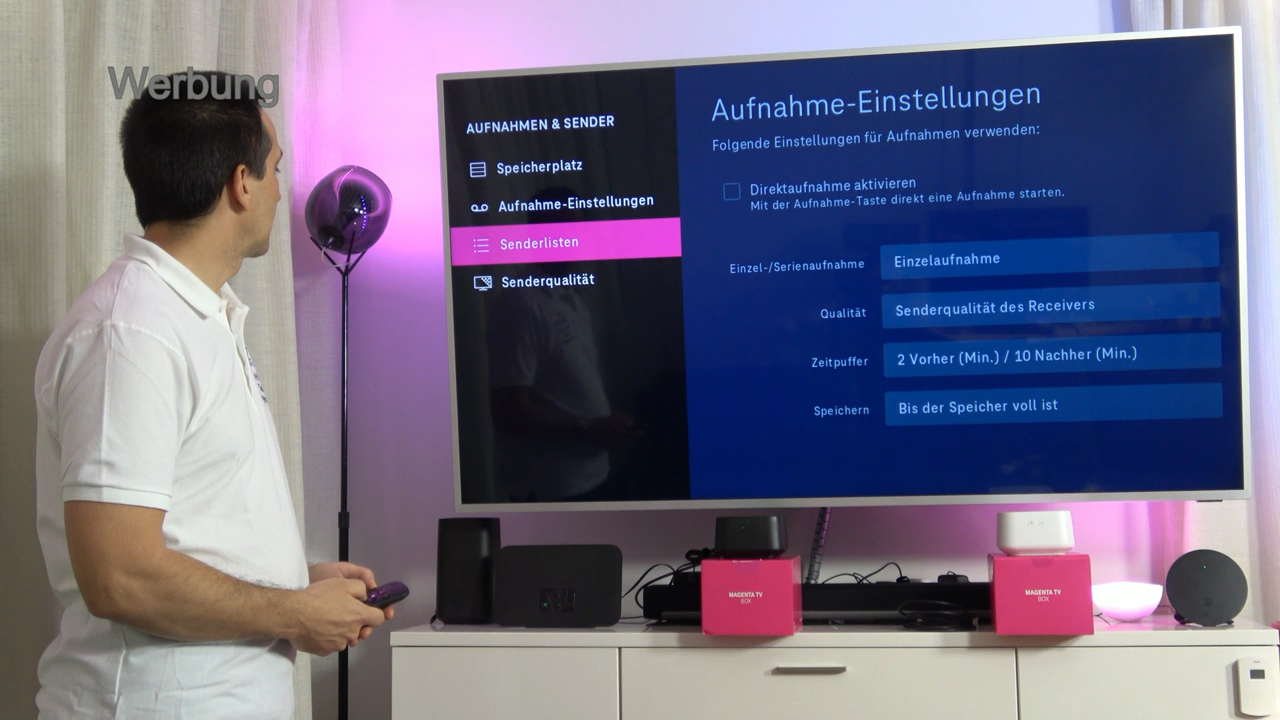 Werbung
AUFNAHMEN & SENDER
Speicherplatz
Aufnahme-Einstellungen
Senderlisten
Senderqualität
Aufnahme-Einstellungen
Folgende Einstellungen für Aufnahmen verwenden:
Direktaufnahme aktivieren
Mit der Aufnahme-Taste direkt eine Aufnahme starten.
Einzel-/Serienaufnahme
Einzelaufnahme
Qualität
Senderqualität des Receivers
Zeitpuffer
2 Vorher (Min.) / 10 Nachher (Min.)
Speichern
Bis der Speicher voll ist
MAGENTA TV
BOX
MAGENTA TV
BOX